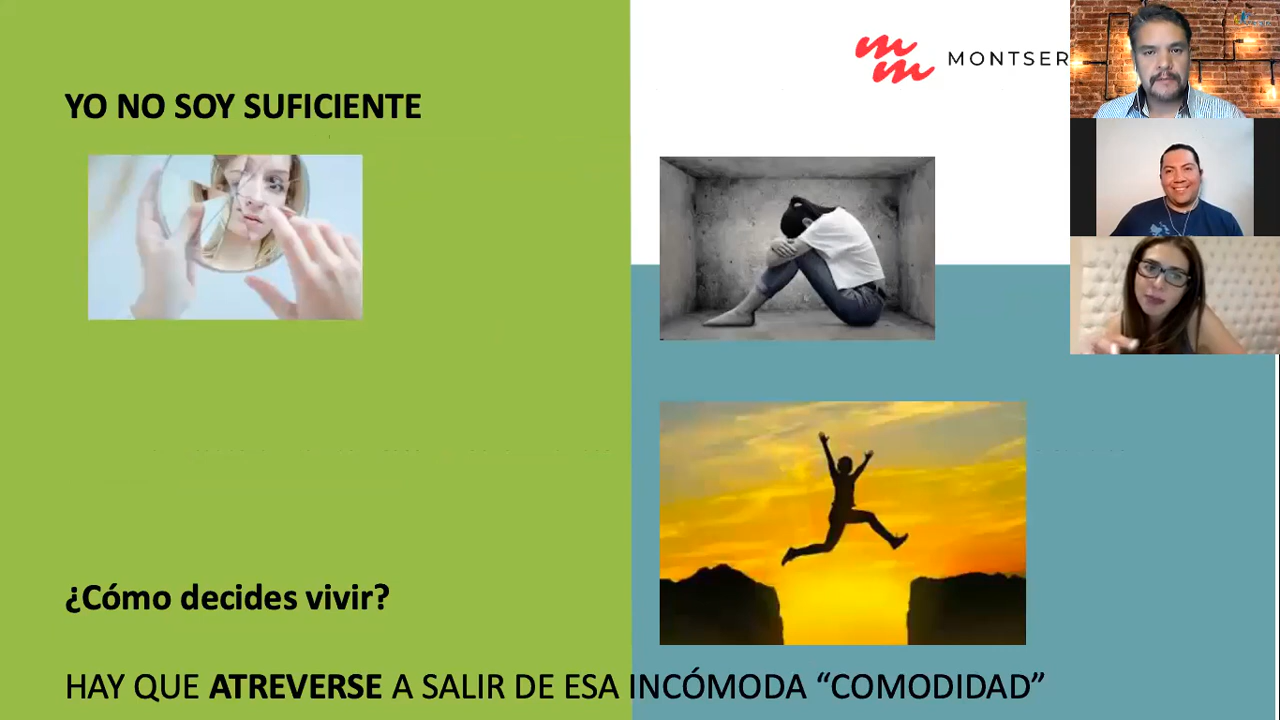 MONTSER
YO NO SOY SUFICIENTE
¿Cómo decides vivir?
HAY QUE ATREVERSE A SALIR DE ESA INCÓMODA “COMODIDAD”